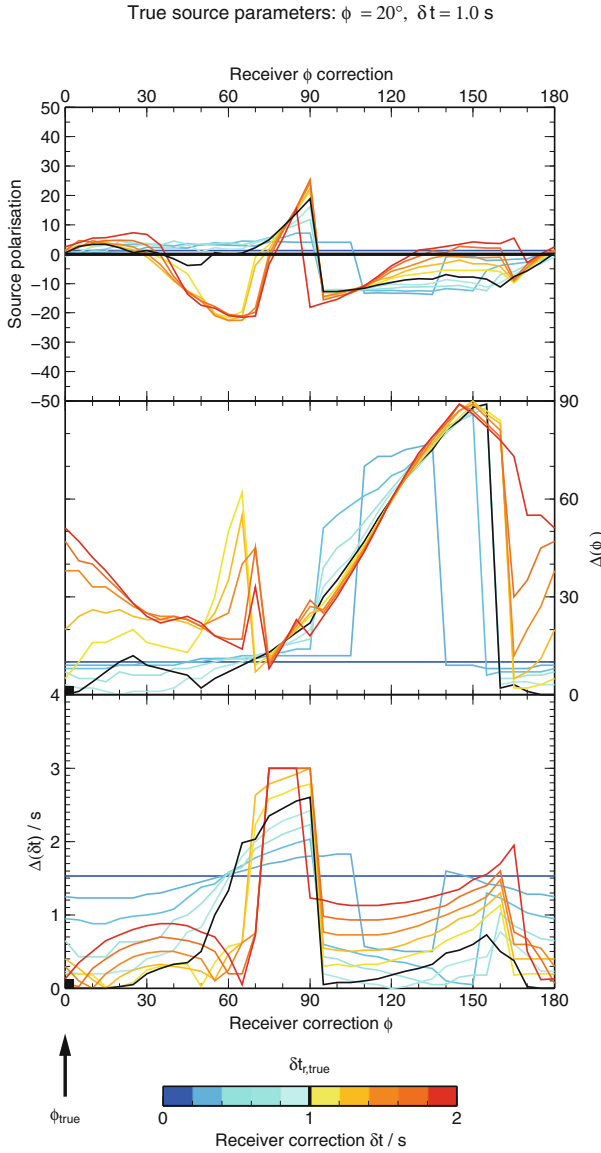 True source parameters: ϕ = 20°, δt = 1.0 s
Receiver ϕ correction
0 30 60 90 120 150 180
50
40
30
20
10
0
−10
−20
−30
−40
−50
Source polarisation
90
60
30
0
Δ(ϕ)
4
3
2
1
0
Δ(δt) / s
0 30 60 90 120 150 180
Receiver correction ϕ
ϕtrue
δtr,true
0 1 2
Receiver correction δt / s